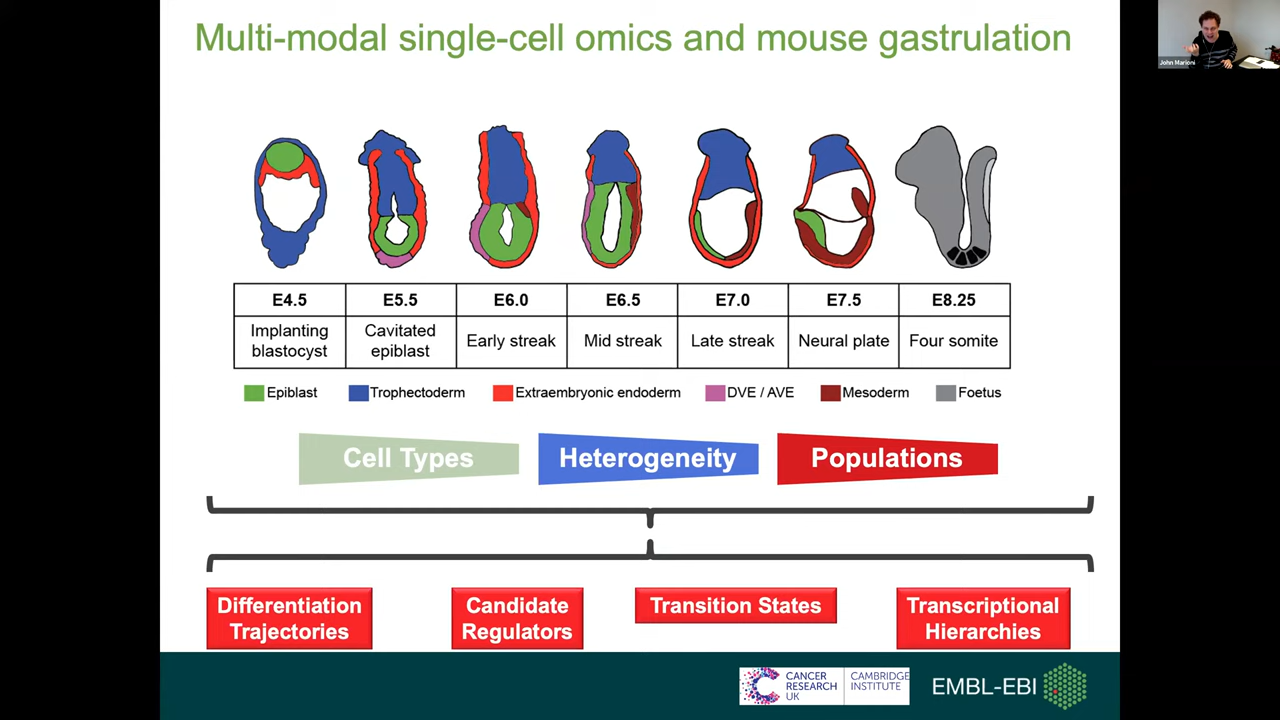 Multi-modal single-cell omics and mouse gastrulation
John Marioni
E4.5
E5.5
E6.0
E6.5
E7.0
E7.5
E8.25
Implanting
blastocyst
Cavitated
epiblast
Early streak
Mid streak
Late streak
Neural plate
Four somite
Epiblast
Trophectoderm
Extraembryonic endoderm
DVE / AVE
Mesoderm
Foetus
Cell Types
Heterogeneity
Populations
Differentiation
Trajectories
Candidate
Regulators
Transition States
Transcriptional
Hierarchies
CANCER
RESEARCH
UK
CAMBRIDGE
INSTITUTE
EMBL-EBI